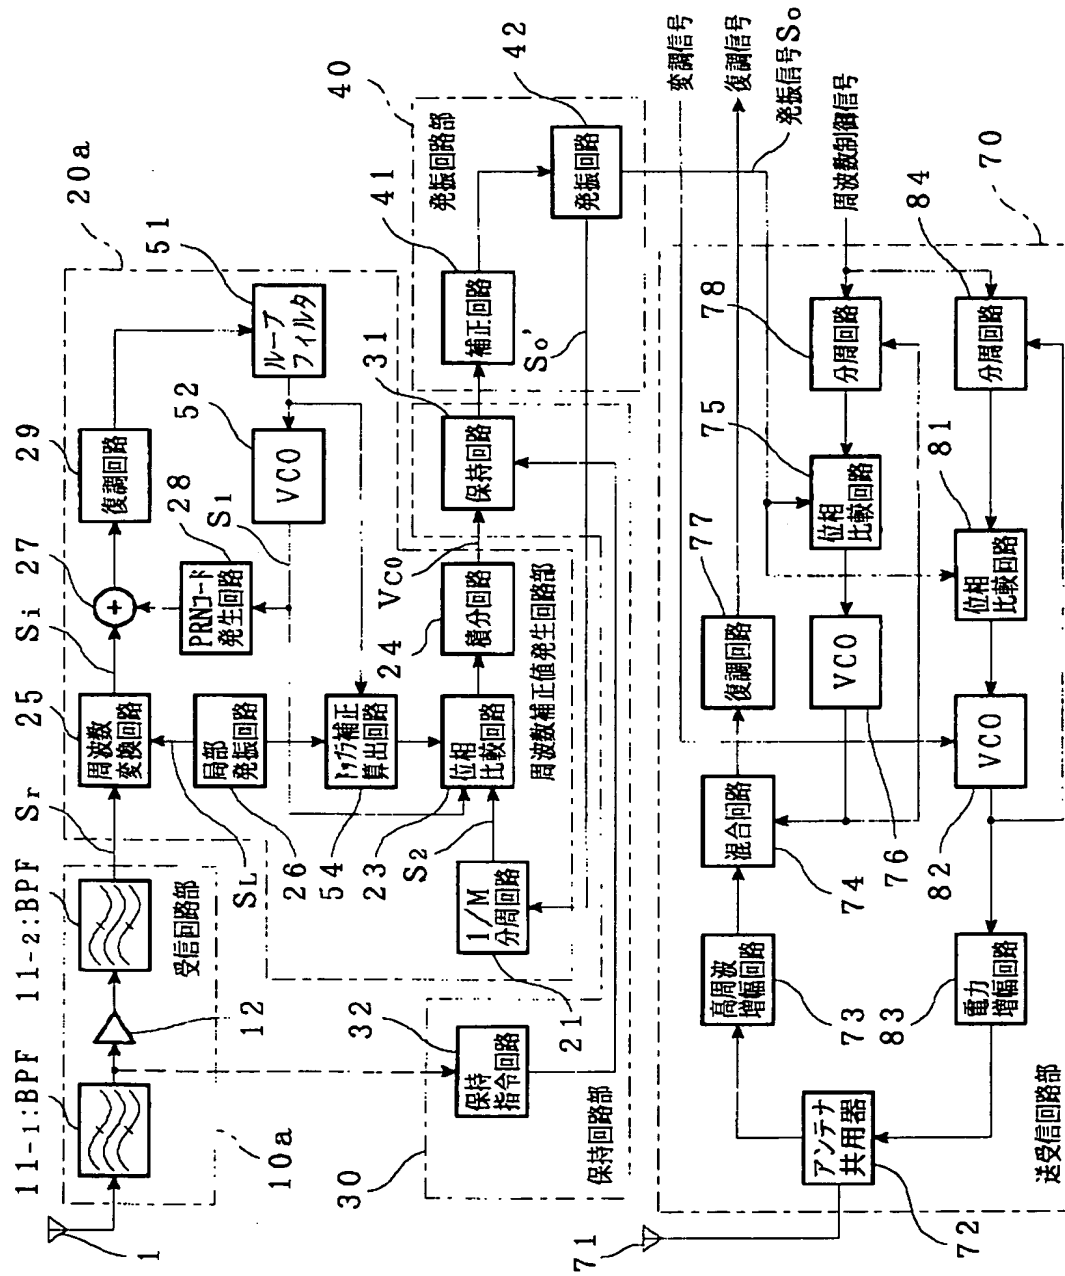 11-1:BPF
11-2:BPF
12
受信回路部
10a
1
Sr
25
周波数
変換回路
SL
局部
発振回路
26
Si
27
+
PRNコード
発生回路
28
29
復調回路
20a
51
ループ
フィルタ
52
VCO
S1
ドップラ補正
算出回路
54
位相
比較回路
23
S2
1/M
分周回路
21
24
積分回路
VCO
周波数補正値発生回路部
31
保持回路
32
保持
指令回路
30
保持回路部
40
発振回路部
41
補正回路
42
発振回路
So'
変調信号
復調信号
発振信号So
周波数制御信号
70
71
アンテナ
共用器
72
高周波
増幅回路
73
混合回路
74
復調回路
77
位相
比較回路
75
VCO
76
分周回路
78
分周回路
84
位相
比較回路
81
VCO
82
電力
増幅回路
83
送受信回路部